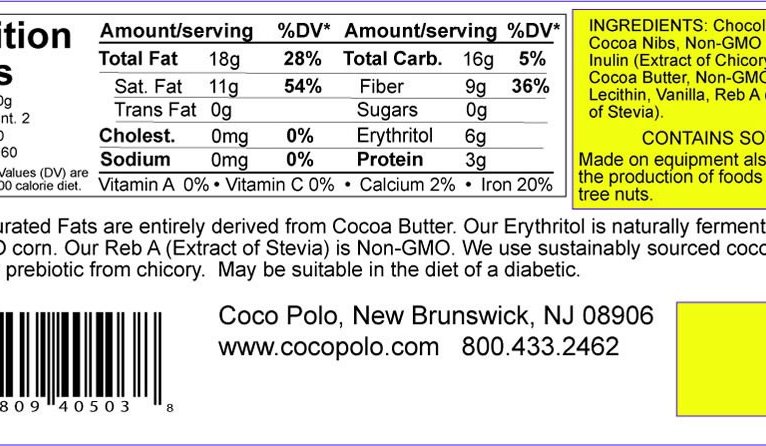 ition
s
0g
nt. 2
0
60
Values (DV) are
00 calorie diet.
Amount/serving %DV* Amount/serving %DV*
Total Fat 18g 28% Total Carb. 16g 5%
Sat. Fat 11g 54% Fiber 9g 36%
Trans Fat 0g Sugars 0g
Cholest. 0mg 0% Erythritol 6g
Sodium 0mg 0% Protein 3g
Vitamin A 0% • Vitamin C 0% • Calcium 2% • Iron 20%
INGREDIENTS: Chocol
Cocoa Nibs, Non-GMO
Inulin (Extract of Chicory
Cocoa Butter, Non-GMO
Lecithin, Vanilla, Reb A
of Stevia).
CONTAINS SO
Made on equipment als
the production of foods
tree nuts.
urated Fats are entirely derived from Cocoa Butter. Our Erythritol is naturally ferment
O corn. Our Reb A (Extract of Stevia) is Non-GMO. We use sustainably sourced coco
prebiotic from chicory. May be suitable in the diet of a diabetic.
Coco Polo, New Brunswick, NJ 08906
www.cocopolo.com 800.433.2462
809 40503 8